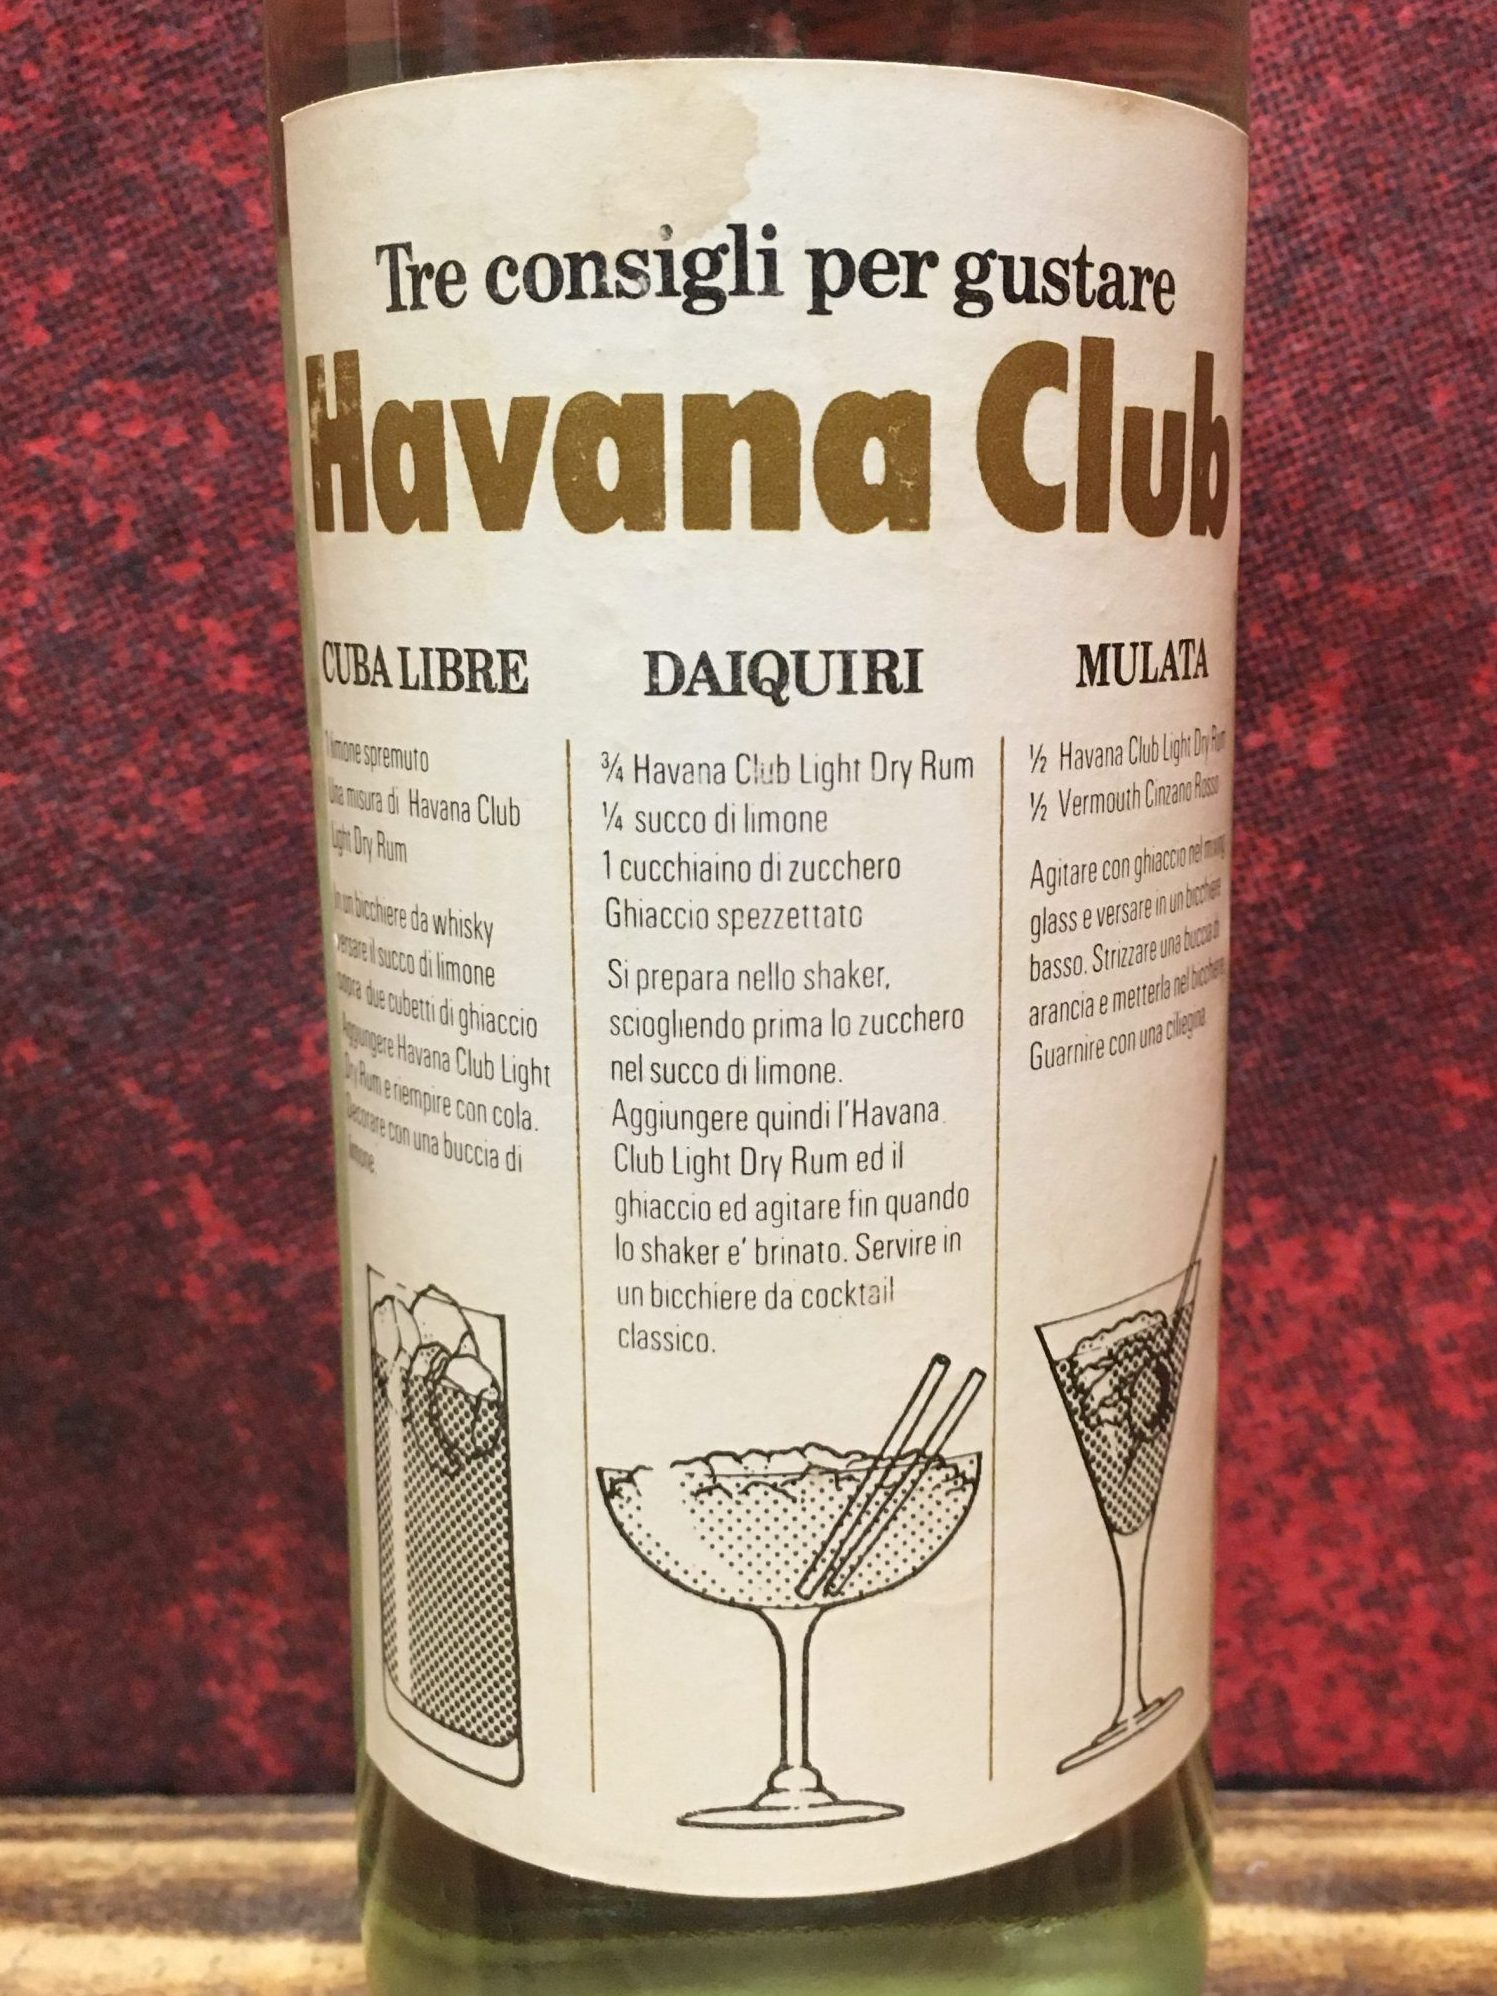 Tre consigli per gustare
Havana Club
CUBA LIBRE
1 limone spremuto
Una misura di Havana Club
Light Dry Rum
In un bicchiere da whisky
versare il succo di limone
sopra due cubetti di ghiaccio
Aggiungere Havana Club Light
Dry Rum e riempire con cola.
Decorare con una buccia di
limone.
DAIQUIRI
¾ Havana Club Light Dry Rum
¼ succo di limone
1 cucchiaino di zucchero
Ghiaccio spezzettato
Si prepara nello shaker,
sciogliendo prima lo zucchero
nel succo di limone.
Aggiungere quindi l'Havana
Club Light Dry Rum ed il
ghiaccio ed agitare fin quando
lo shaker e' brinato. Servire in
un bicchiere da cocktail
classico.
MULATA
½ Havana Club Light Dry Rum
½ Vermouth Cinzano Rosso
Agitare con ghiaccio nel mixing
glass e versare in un bicchiere
basso. Strizzare una buccia di
arancia e metterla nel bicchiere.
Guarnire con una ciliegina.